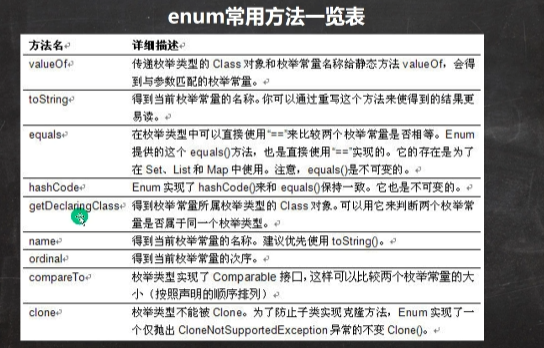 enum常用方法一览表
方法名 详细描述
valueOf 传递枚举类型的 Class 对象和枚举常量名称给静态方法 valueOf，会得
到与参数匹配的枚举常量。
toString 得到当前枚举常量的名称。你可以通过重写这个方法来使得到的结果更
易读。
equals 在枚举类型中可以直接使用“==”来比较两个枚举常量是否相等。Enum
提供的这个 equals()方法，也是直接使用“==”实现的。它的存在是为了
在 Set、List 和 Map 中使用。注意，equals()是不可变的。
hashCode Enum 实现了 hashCode()来和 equals()保持一致。它也是不可变的。
getDeclaringClass 得到枚举常量所属枚举类型的 Class 对象。可以用它来判断两个枚举常
量是否属于同一个枚举类型。
name 得到当前枚举常量的名称。建议优先使用 toString()。
ordinal 得到当前枚举常量的次序。
compareTo 枚举类型实现了 Comparable 接口，这样可以比较两个枚举常量的大
小（按照声明的顺序排列）
clone 枚举类型不能被 Clone。为了防止子类实现克隆方法，Enum 实现了一
个仅抛出 CloneNotSupportedException 异常的不变 Clone()。